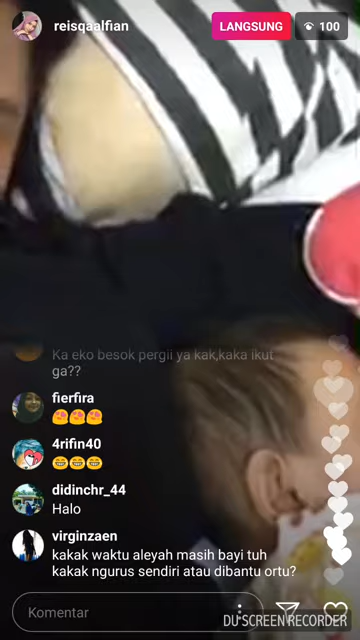 reisqaalfian
LANGSUNG
100
Ka eko besok pergii ya kak,kaka ikut
ga??
fierfira
😍😍😍
4rifin40
😂😂😂
didinchr_44
Halo
virginzaen
kakak waktu aleyah masih bayi tuh
kakak ngurus sendiri atau dibantu ortu?
Komentar
DU SCREEN RECORDER